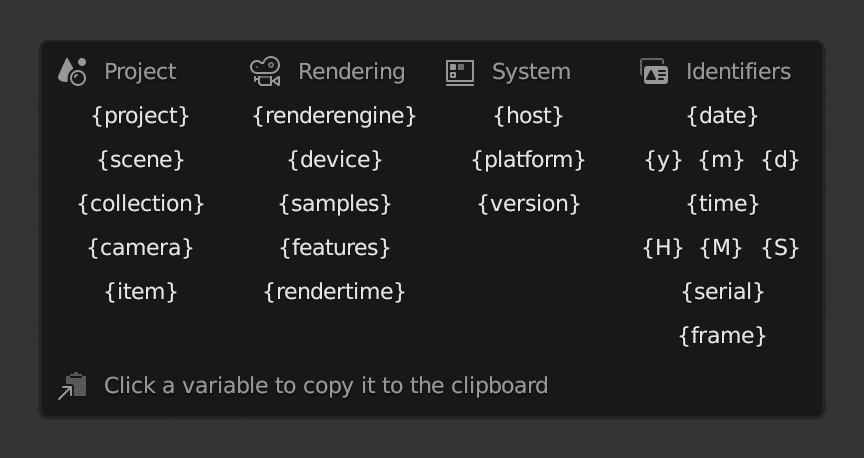 Project Rendering System Identifiers
{project} {renderengine} {host} {date}
{scene} {device} {platform} {y} {m} {d}
{collection} {samples} {version} {time}
{camera} {features} {H} {M} {S}
{item} {rendertime} {serial}
{frame}
Click a variable to copy it to the clipboard